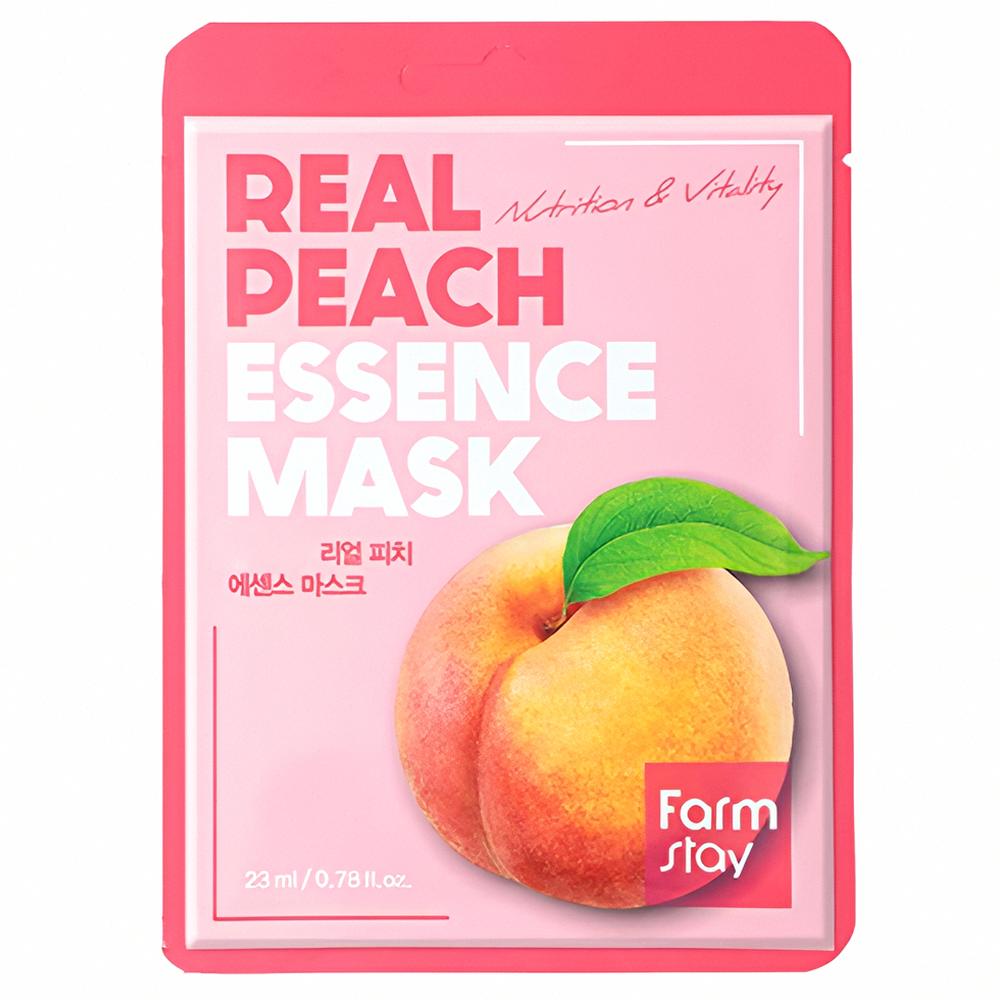 REAL
Nutrition & Vitality
PEACH
ESSENCE
MASK
리얼 피치
에센스 마스크
23 ml / 0.78 fl. oz.
Farm
stay